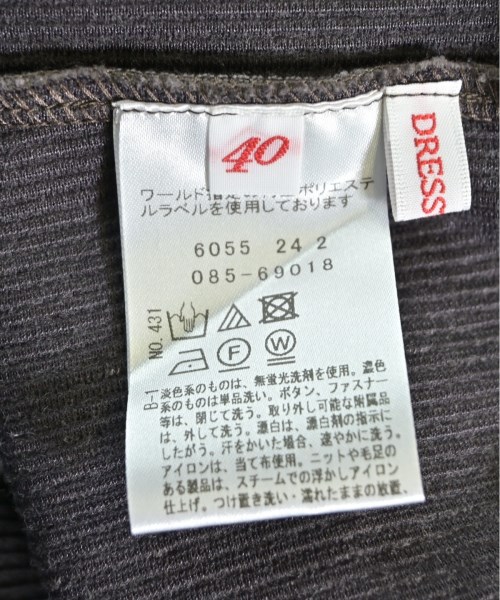 40
DRESS
ワールド指定 ポリエステ
ルラベルを使用しております
6055 24 2
085-69018
NO. 431
B-1
淡色系のものは、無蛍光洗剤を使用。濃色
系のものは単品洗い。ボタン、ファスナー
等は、閉じて洗う。取り外し可能な附属品
は、外して洗う。漂白は、漂白剤の指示に
したがう。汗をかいた場合、速やかに洗う。
アイロンは、当て布使用。ニットや毛足の
ある製品は、スチームでの浮かしアイロン
仕上げ。つけ置き洗い・濡れたままの放置、
F
W